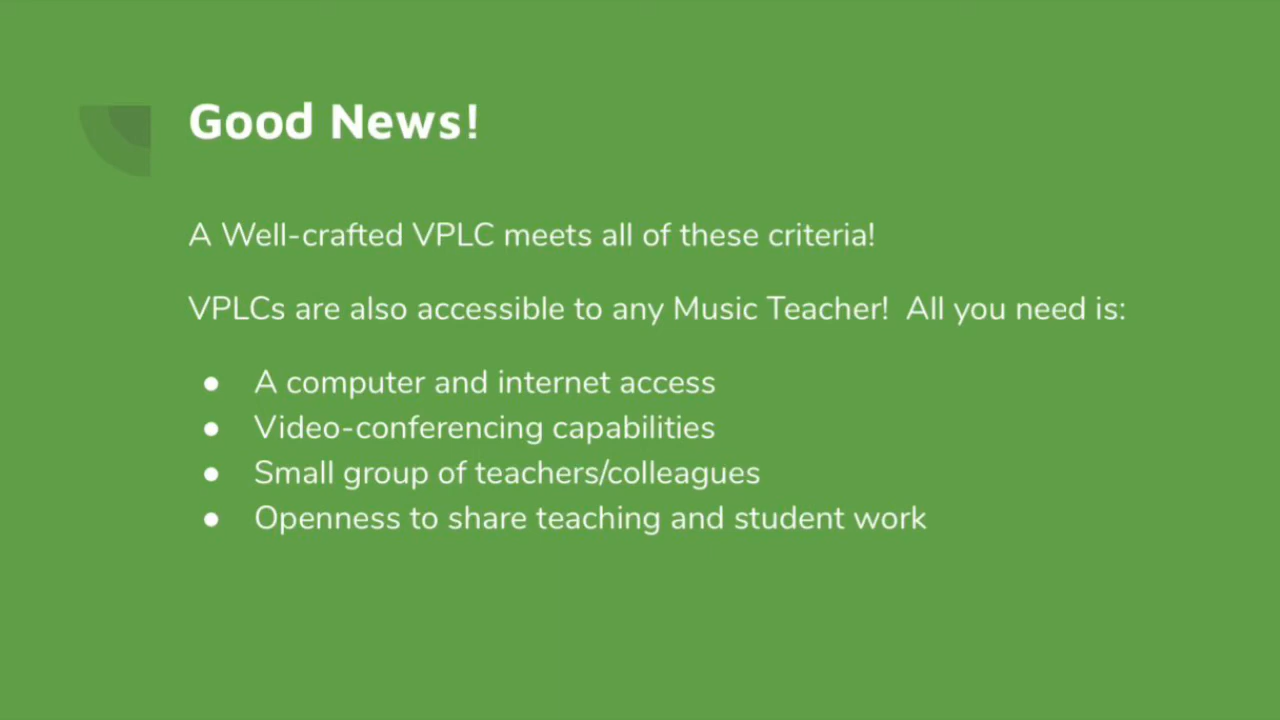 Good News!
A Well-crafted VPLC meets all of these criteria!
VPLCs are also accessible to any Music Teacher!  All you need is:
● A computer and internet access
● Video-conferencing capabilities
● Small group of teachers/colleagues
● Openness to share teaching and student work